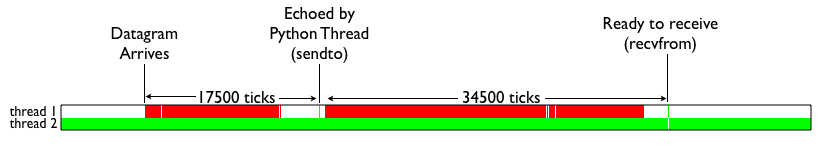 Datagram
Arrives
Echoed by
Python Thread
(sendto)
Ready to receive
(recvfrom)
17500 ticks
34500 ticks
thread 1
thread 2